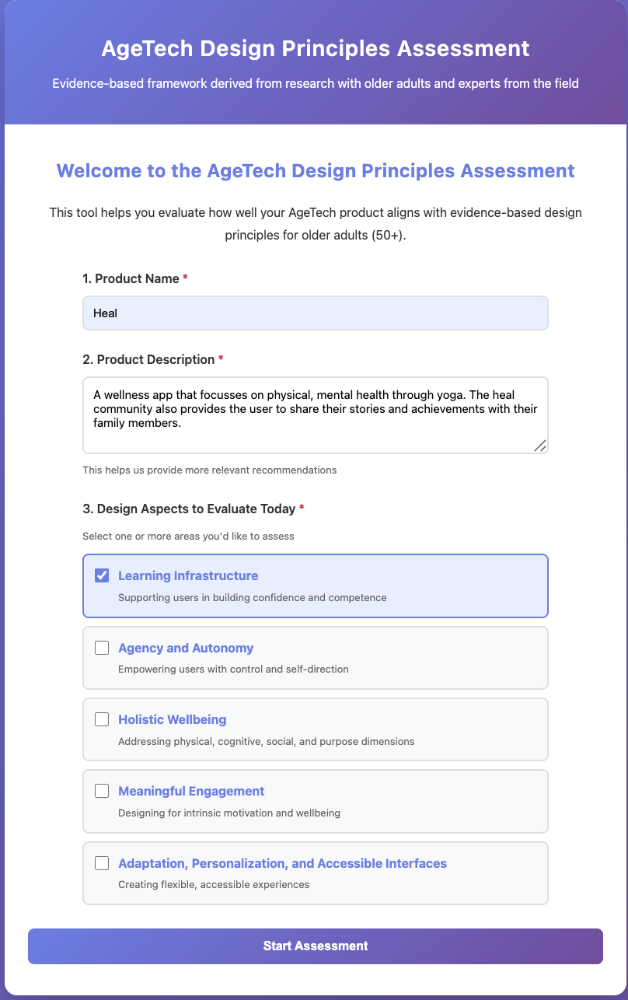 AgeTech Design Principles Assessment
Evidence-based framework derived from research with older adults and experts from the field
Welcome to the AgeTech Design Principles Assessment
This tool helps you evaluate how well your AgeTech product aligns with evidence-based design
principles for older adults (50+).
1. Product Name *
Heal
2. Product Description *
A wellness app that focusses on physical, mental health through yoga. The heal
community also provides the user to share their stories and achievements with their
family members.
This helps us provide more relevant recommendations
3. Design Aspects to Evaluate Today *
Select one or more areas you'd like to assess
Learning Infrastructure
Supporting users in building confidence and competence
Agency and Autonomy
Empowering users with control and self-direction
Holistic Wellbeing
Addressing physical, cognitive, social, and purpose dimensions
Meaningful Engagement
Designing for intrinsic motivation and wellbeing
Adaptation, Personalization, and Accessible Interfaces
Creating flexible, accessible experiences
Start Assessment